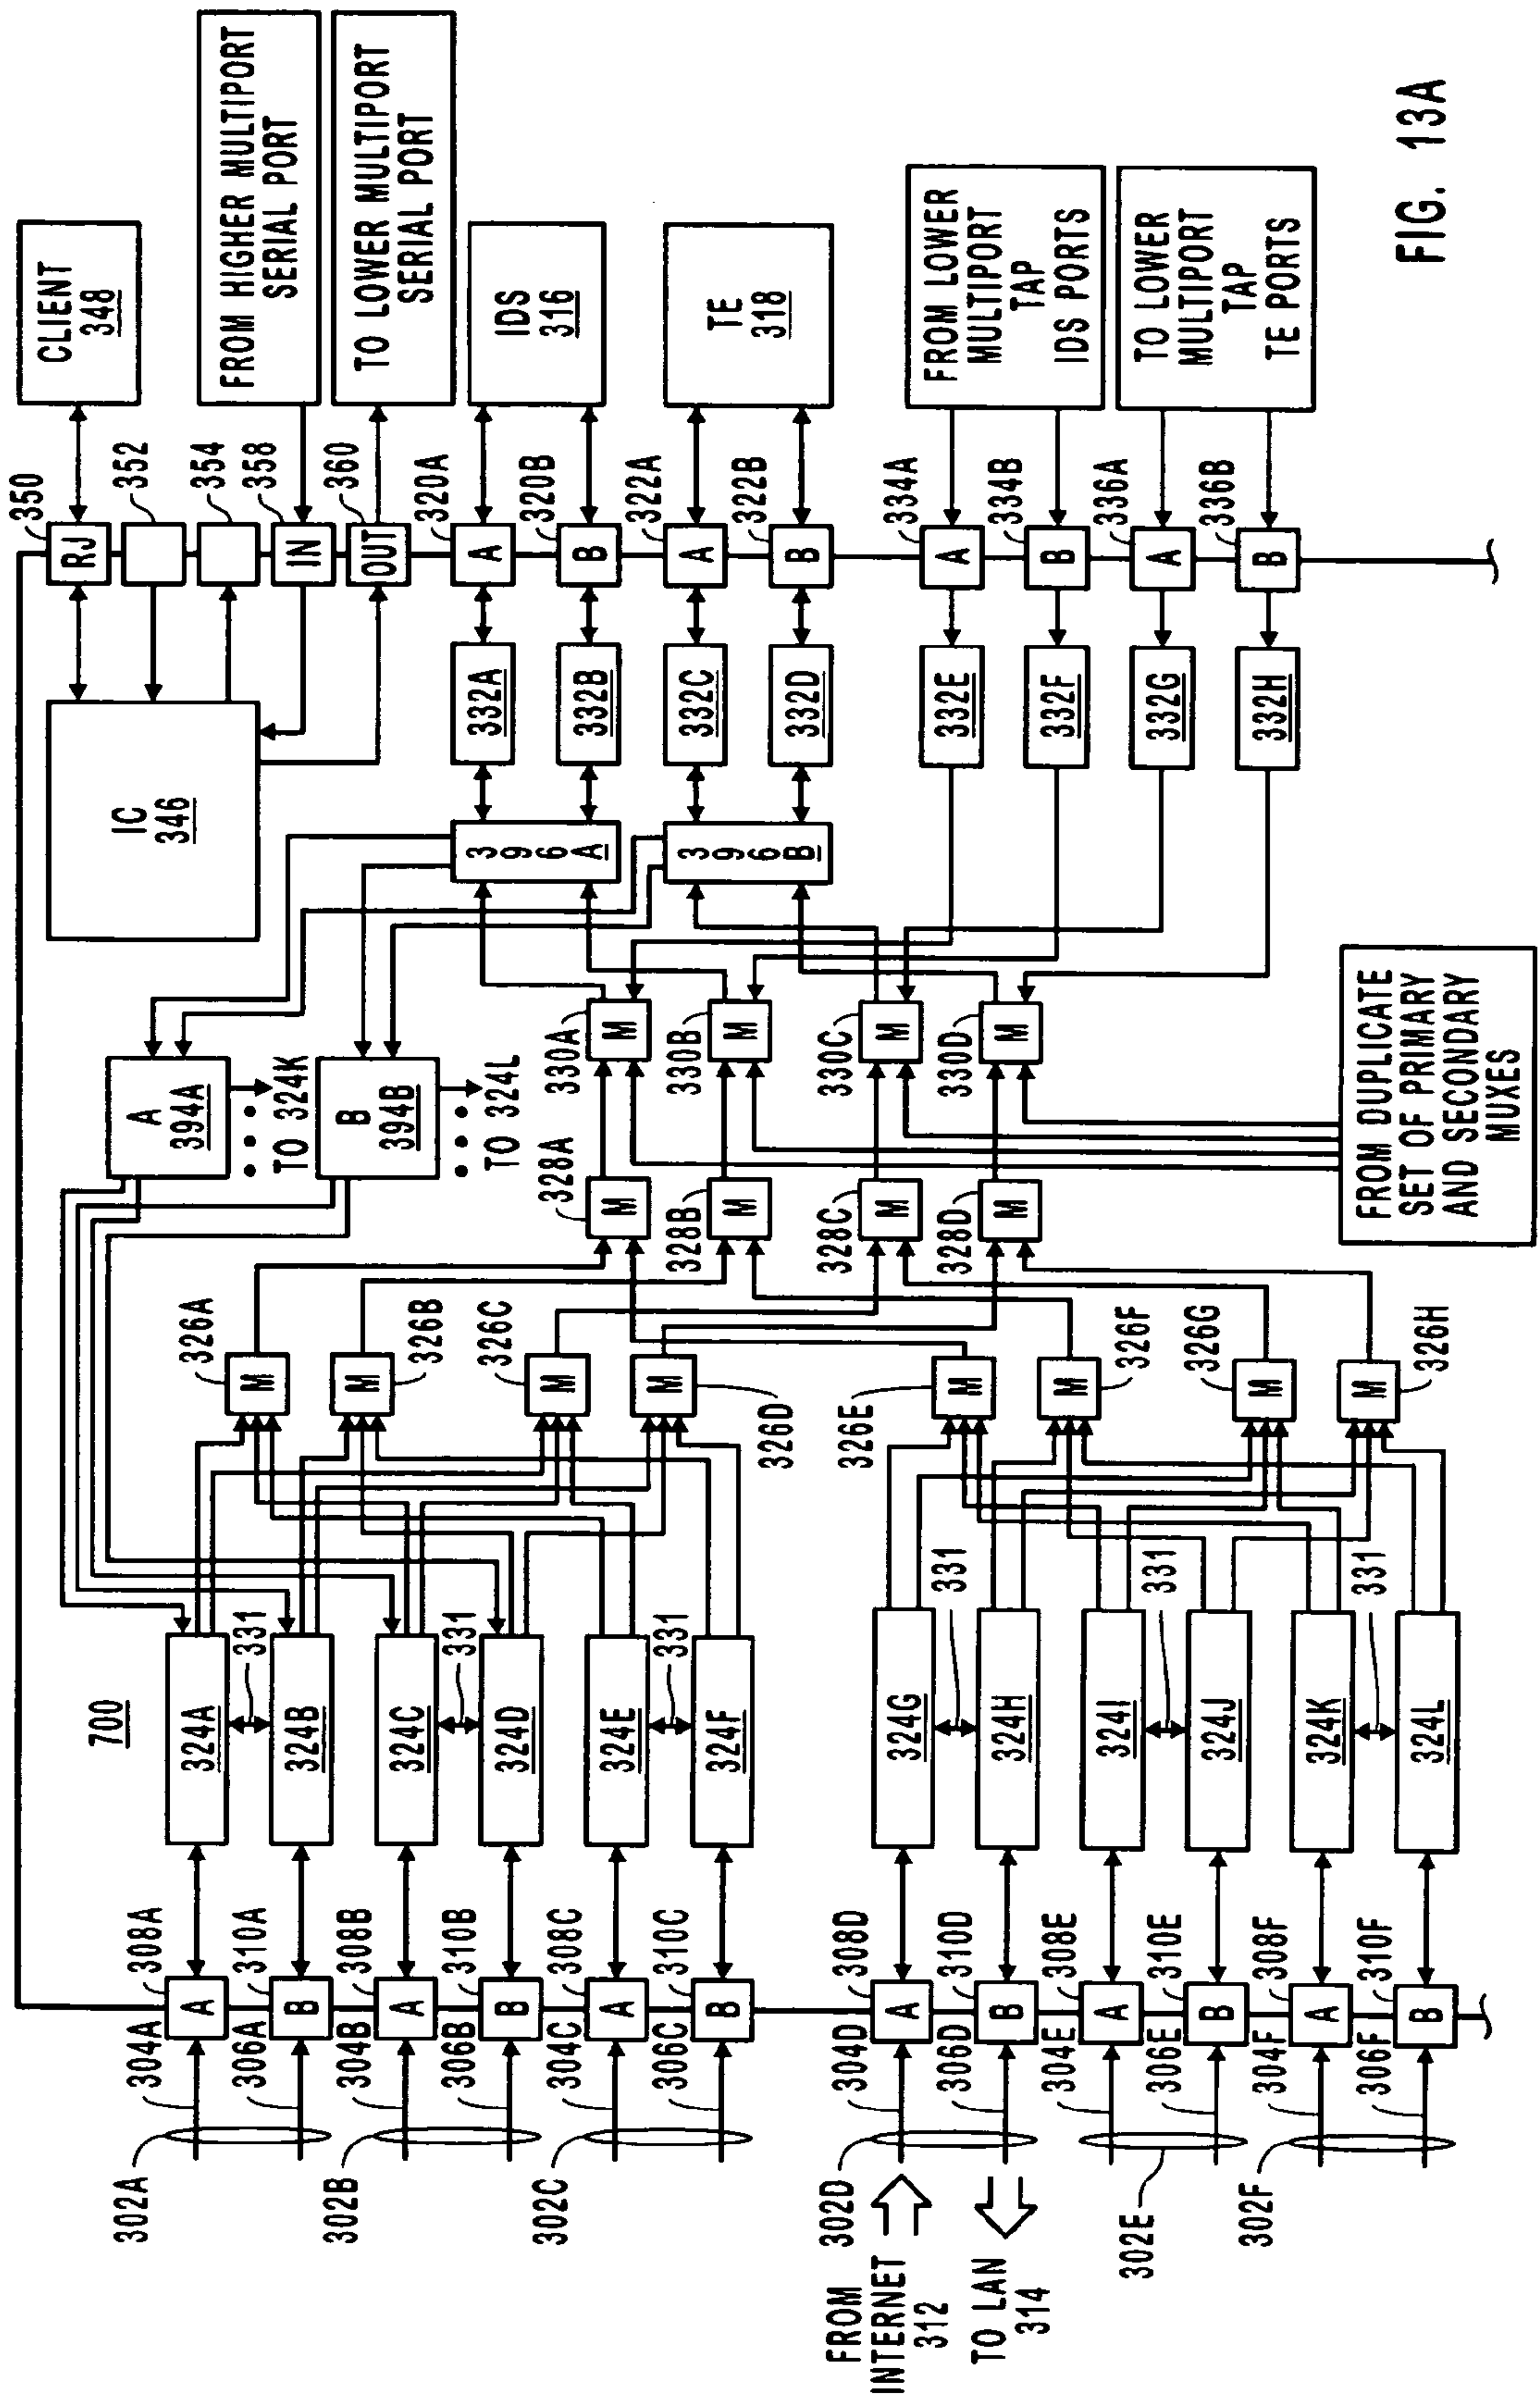 FIG. 13A
700
350
RJ
CLIENT
348
352
354
358
IN
FROM HIGHER MULTIPORT
SERIAL PORT
360
OUT
TO LOWER MULTIPORT
SERIAL PORT
IC
346
320A
A
320B
B
IDS
316
322A
A
322B
B
TE
318
334A
A
334B
B
FROM LOWER
MULTIPORT
TAP
IDS PORTS
336A
A
336B
B
TO LOWER
MULTIPORT
TAP
TE PORTS
332A
332B
332C
332D
332E
332F
332G
332H
396A
396B
A
394A
TO 324K
B
394B
TO 324L
330A
M
330B
M
330C
M
330D
M
328A
M
328B
M
328C
M
328D
M
FROM DUPLICATE
SET OF PRIMARY
AND SECONDARY
MUXES
326A
M
326B
M
326C
M
326D
M
326E
M
326F
M
326G
M
326H
M
324A
331
324B
324C
331
324D
324E
331
324F
324G
331
324H
324I
331
324J
324K
331
324L
302A
304A
308A
A
306A
310A
B
302B
304B
308B
A
306B
310B
B
302C
304C
308C
A
306C
310C
B
302D
304D
308D
A
306D
310D
B
302E
304E
308E
A
306E
310E
B
302F
304F
308F
A
306F
310F
B
FROM
INTERNET
312
TO LAN
314